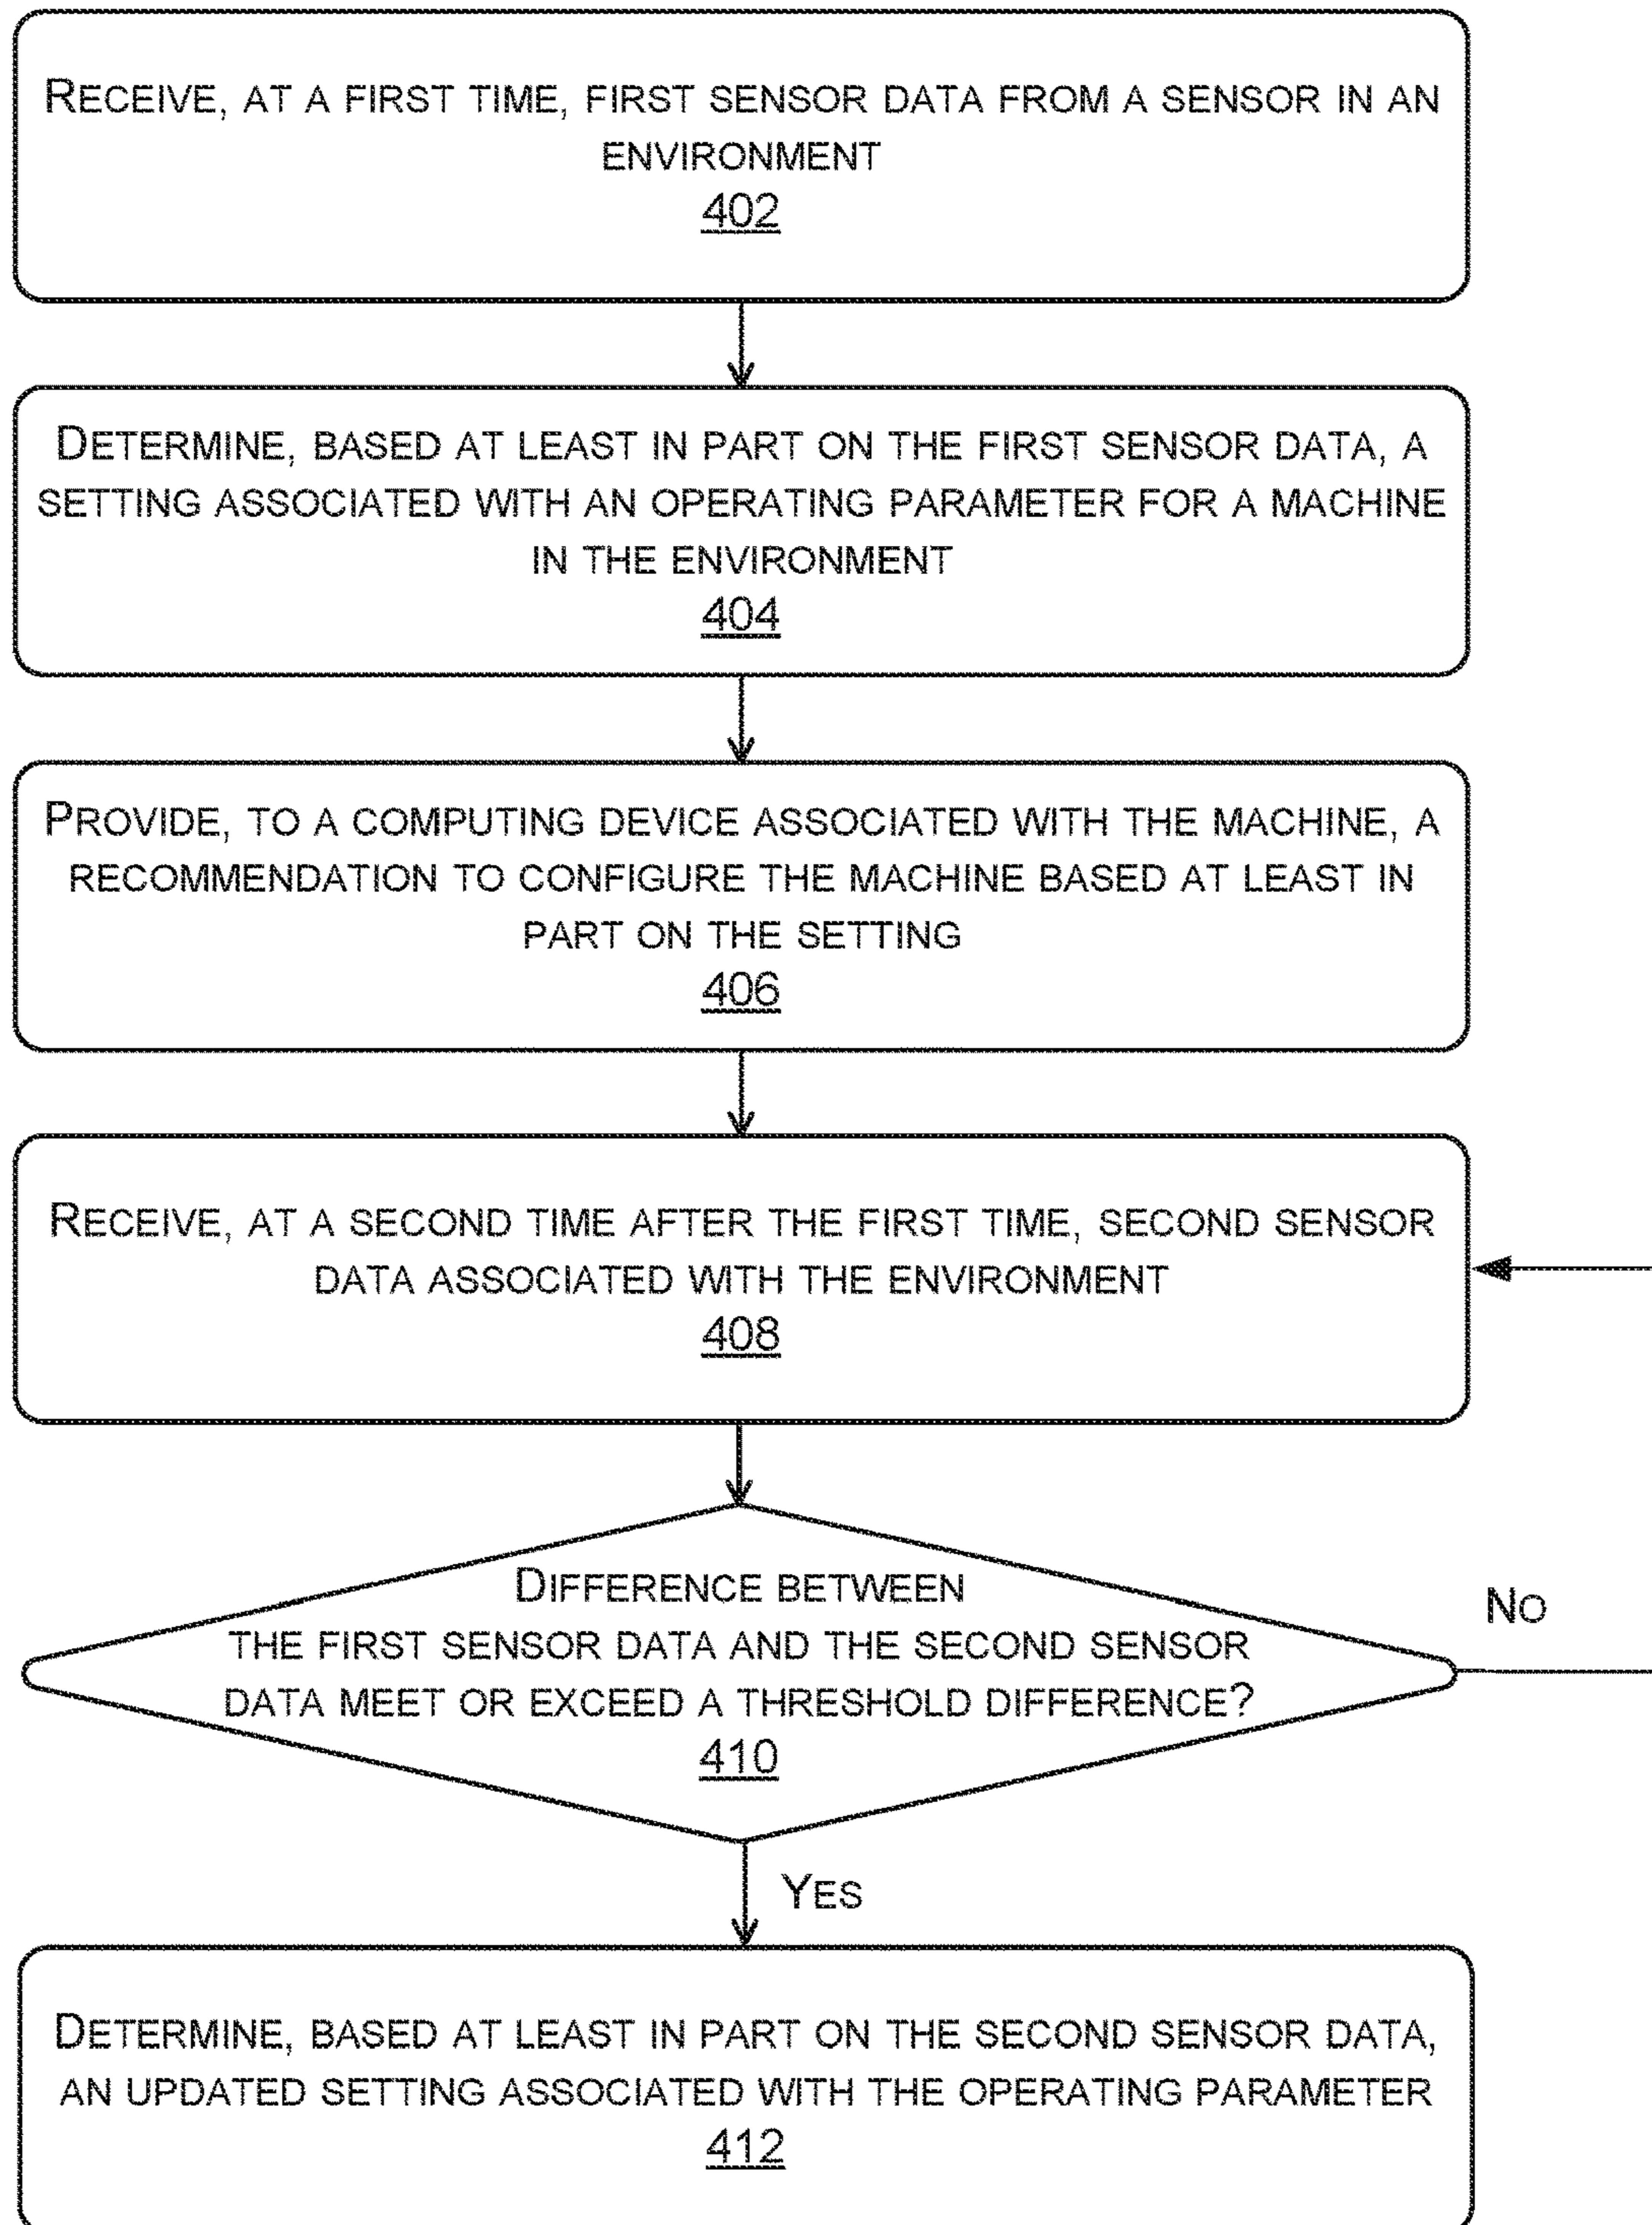 RECEIVE, AT A FIRST TIME, FIRST SENSOR DATA FROM A SENSOR IN AN
ENVIRONMENT
402
DETERMINE, BASED AT LEAST IN PART ON THE FIRST SENSOR DATA, A
SETTING ASSOCIATED WITH AN OPERATING PARAMETER FOR A MACHINE
IN THE ENVIRONMENT
404
PROVIDE, TO A COMPUTING DEVICE ASSOCIATED WITH THE MACHINE, A
RECOMMENDATION TO CONFIGURE THE MACHINE BASED AT LEAST IN
PART ON THE SETTING
406
RECEIVE, AT A SECOND TIME AFTER THE FIRST TIME, SECOND SENSOR
DATA ASSOCIATED WITH THE ENVIRONMENT
408
DIFFERENCE BETWEEN
THE FIRST SENSOR DATA AND THE SECOND SENSOR
DATA MEET OR EXCEED A THRESHOLD DIFFERENCE?
410
NO
YES
DETERMINE, BASED AT LEAST IN PART ON THE SECOND SENSOR DATA,
AN UPDATED SETTING ASSOCIATED WITH THE OPERATING PARAMETER
412